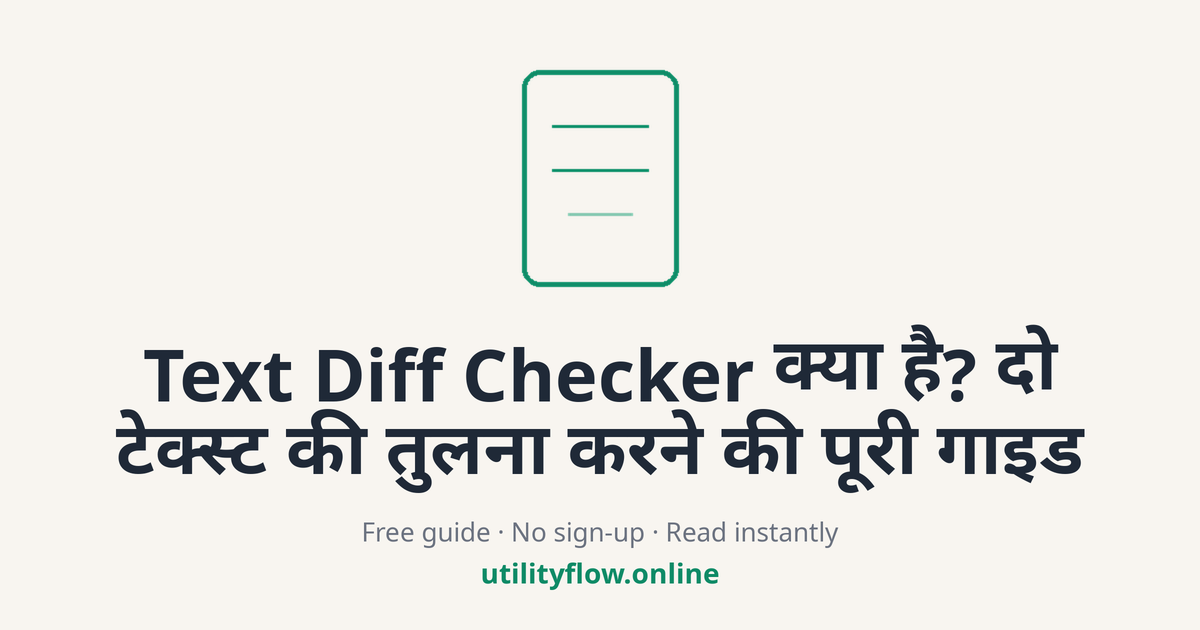 Text Diff Checker क्या है? दो
टेक्स्ट की तुलना करने की पूरी गाइड
Free guide · No sign-up · Read instantly
utilityflow.online